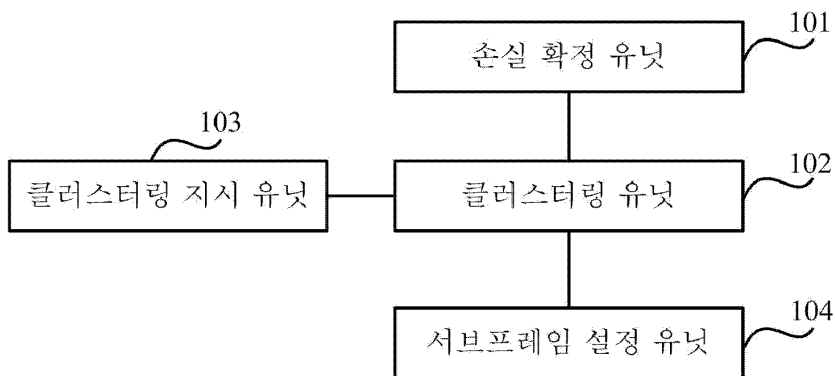 101
손실 확정 유닛
103
102
클러스터링 지시 유닛
클러스터링 유닛
104
서브프레임 설정 유닛